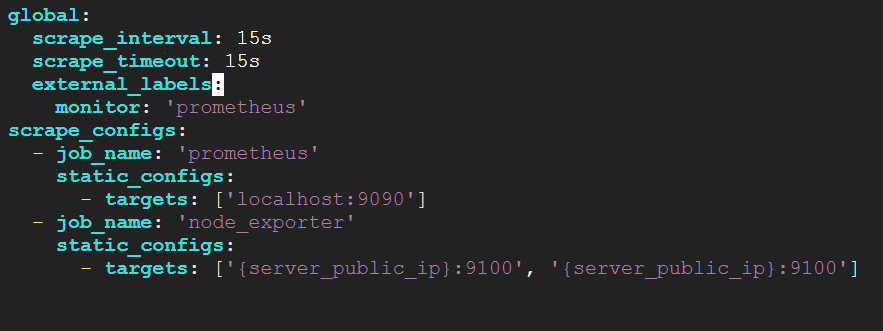 global:
  scrape_interval: 15s
  scrape_timeout: 15s
  external_labels:
    monitor: 'prometheus'
scrape_configs:
  - job_name: 'prometheus'
    static_configs:
      - targets: ['localhost:9090']
  - job_name: 'node_exporter'
    static_configs:
      - targets: ['{server_public_ip}:9100', '{server_public_ip}:9100']